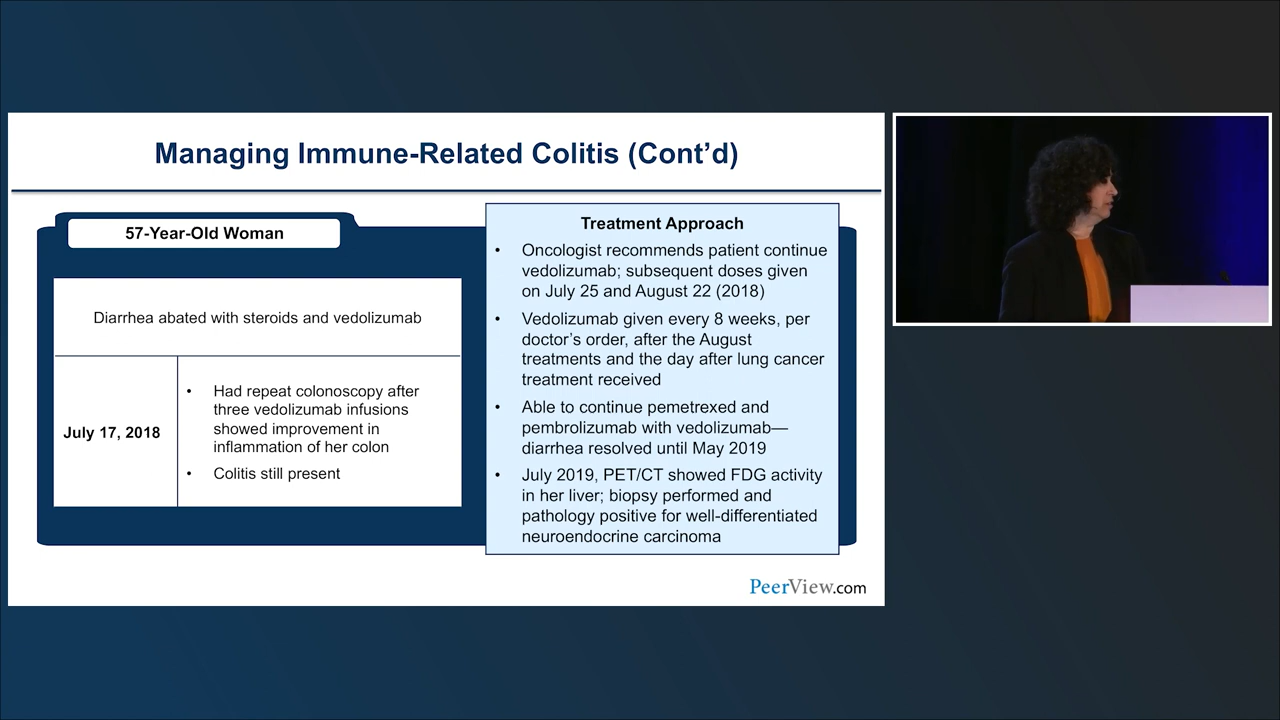 Managing Immune-Related Colitis (Cont’d)
57-Year-Old Woman
Diarrhea abated with steroids and vedolizumab
July 17, 2018
• Had repeat colonoscopy after
three vedolizumab infusions
showed improvement in
inflammation of her colon
• Colitis still present
Treatment Approach
• Oncologist recommends patient continue
vedolizumab; subsequent doses given
on July 25 and August 22 (2018)
• Vedolizumab given every 8 weeks, per
doctor’s order, after the August
treatments and the day after lung cancer
treatment received
• Able to continue pemetrexed and
pembrolizumab with vedolizumab—
diarrhea resolved until May 2019
• July 2019, PET/CT showed FDG activity
in her liver; biopsy performed and
pathology positive for well-differentiated
neuroendocrine carcinoma
PeerView.com